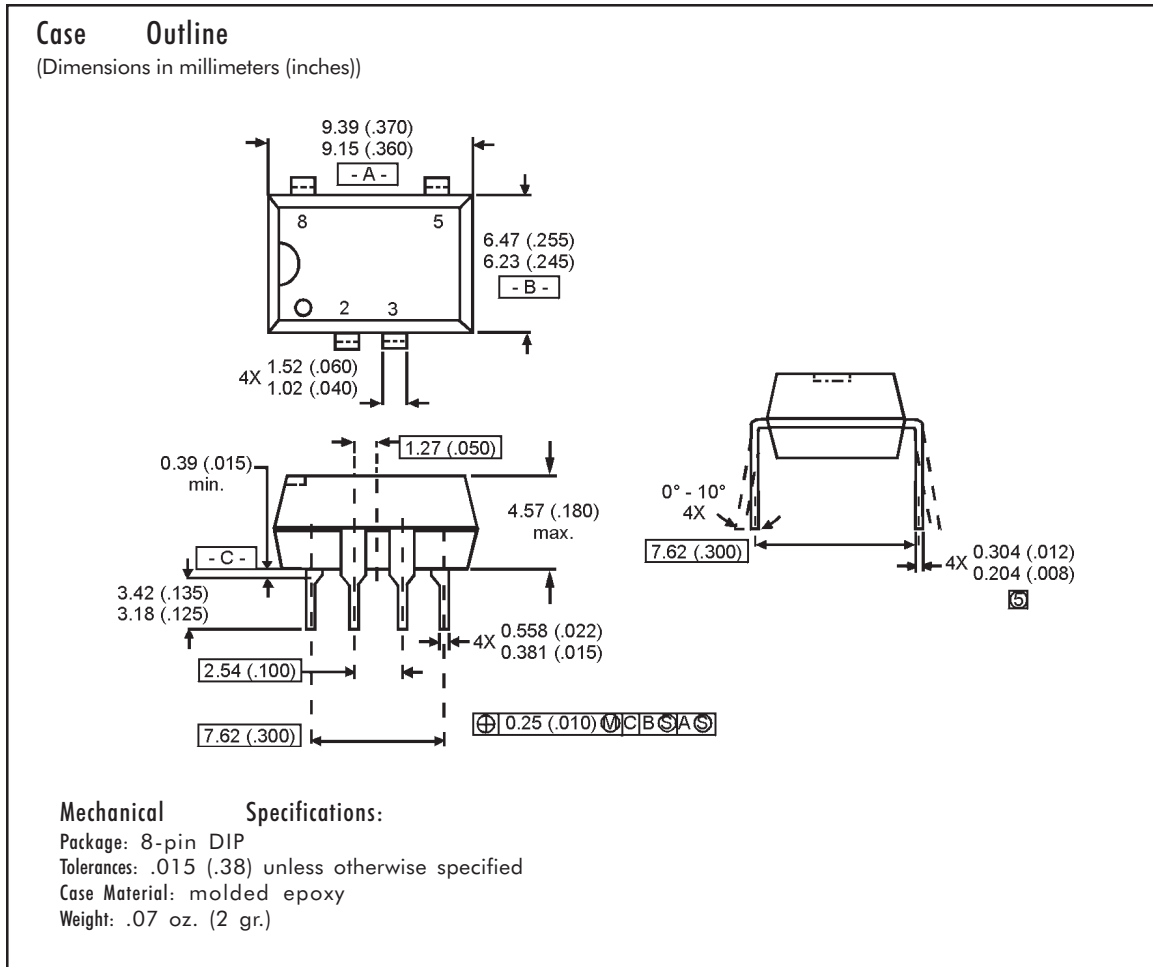 Case Outline
(Dimensions in millimeters (inches))
9.39 (.370)
9.15 (.360)
- A -
8 5
6.47 (.255)
6.23 (.245)
- B -
2 3
4X 1.52 (.060)
1.02 (.040)
1.27 (.050)
0.39 (.015)
min.
4.57 (.180)
max.
- C -
3.42 (.135)
3.18 (.125)
4X 0.558 (.022)
0.381 (.015)
2.54 (.100)
7.62 (.300)
⌖ 0.25 (.010) Ⓜ C B Ⓢ A Ⓢ
0° - 10°
4X
7.62 (.300)
4X 0.304 (.012)
0.204 (.008)
5
Mechanical Specifications:
Package: 8-pin DIP
Tolerances: .015 (.38) unless otherwise specified
Case Material: molded epoxy
Weight: .07 oz. (2 gr.)